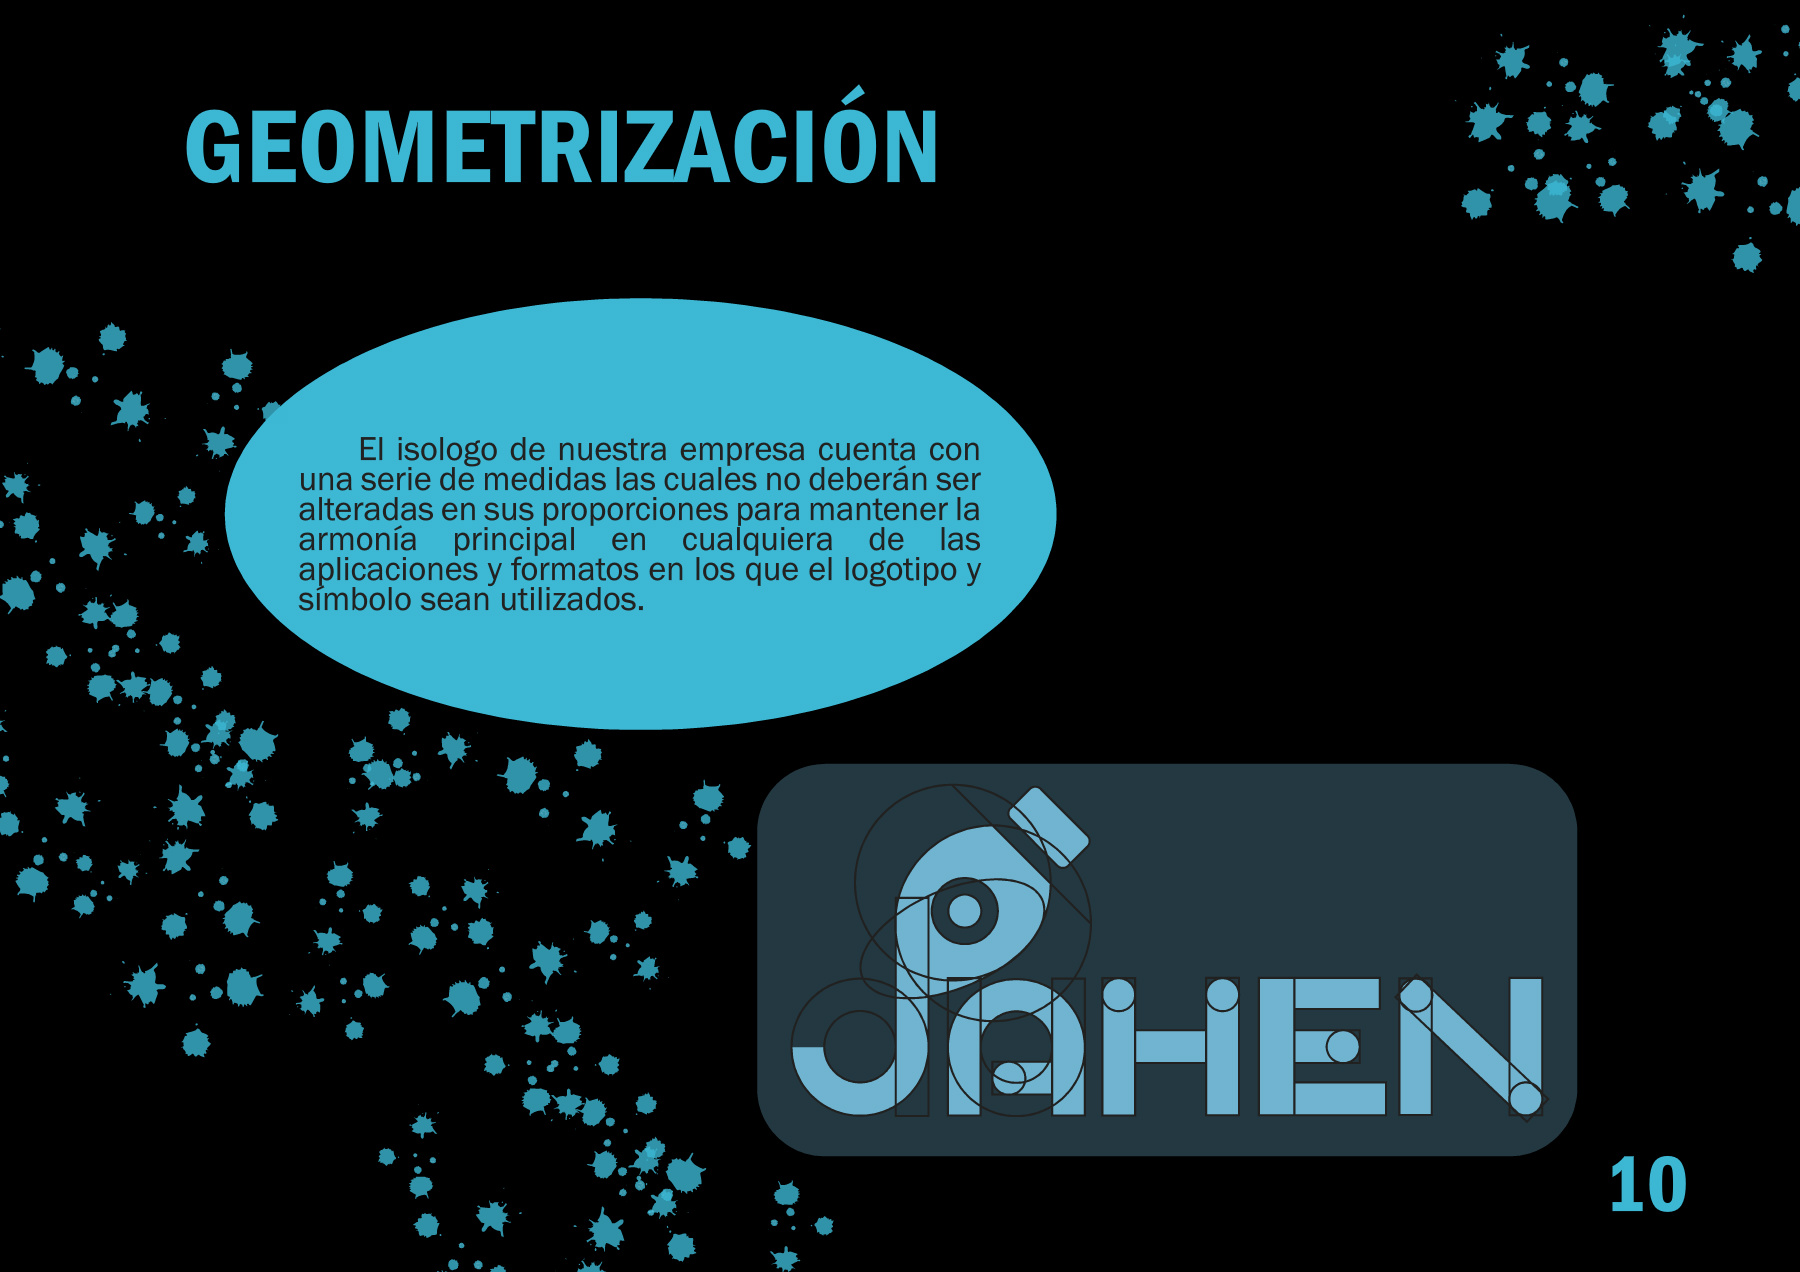 GEOMETRIZACIÓN
El isologo de nuestra empresa cuenta con
una serie de medidas las cuales no deberán ser
alteradas en sus proporciones para mantener la
armonía principal en cualquiera de las
aplicaciones y formatos en los que el logotipo y
símbolo sean utilizados.
JAHEN
10